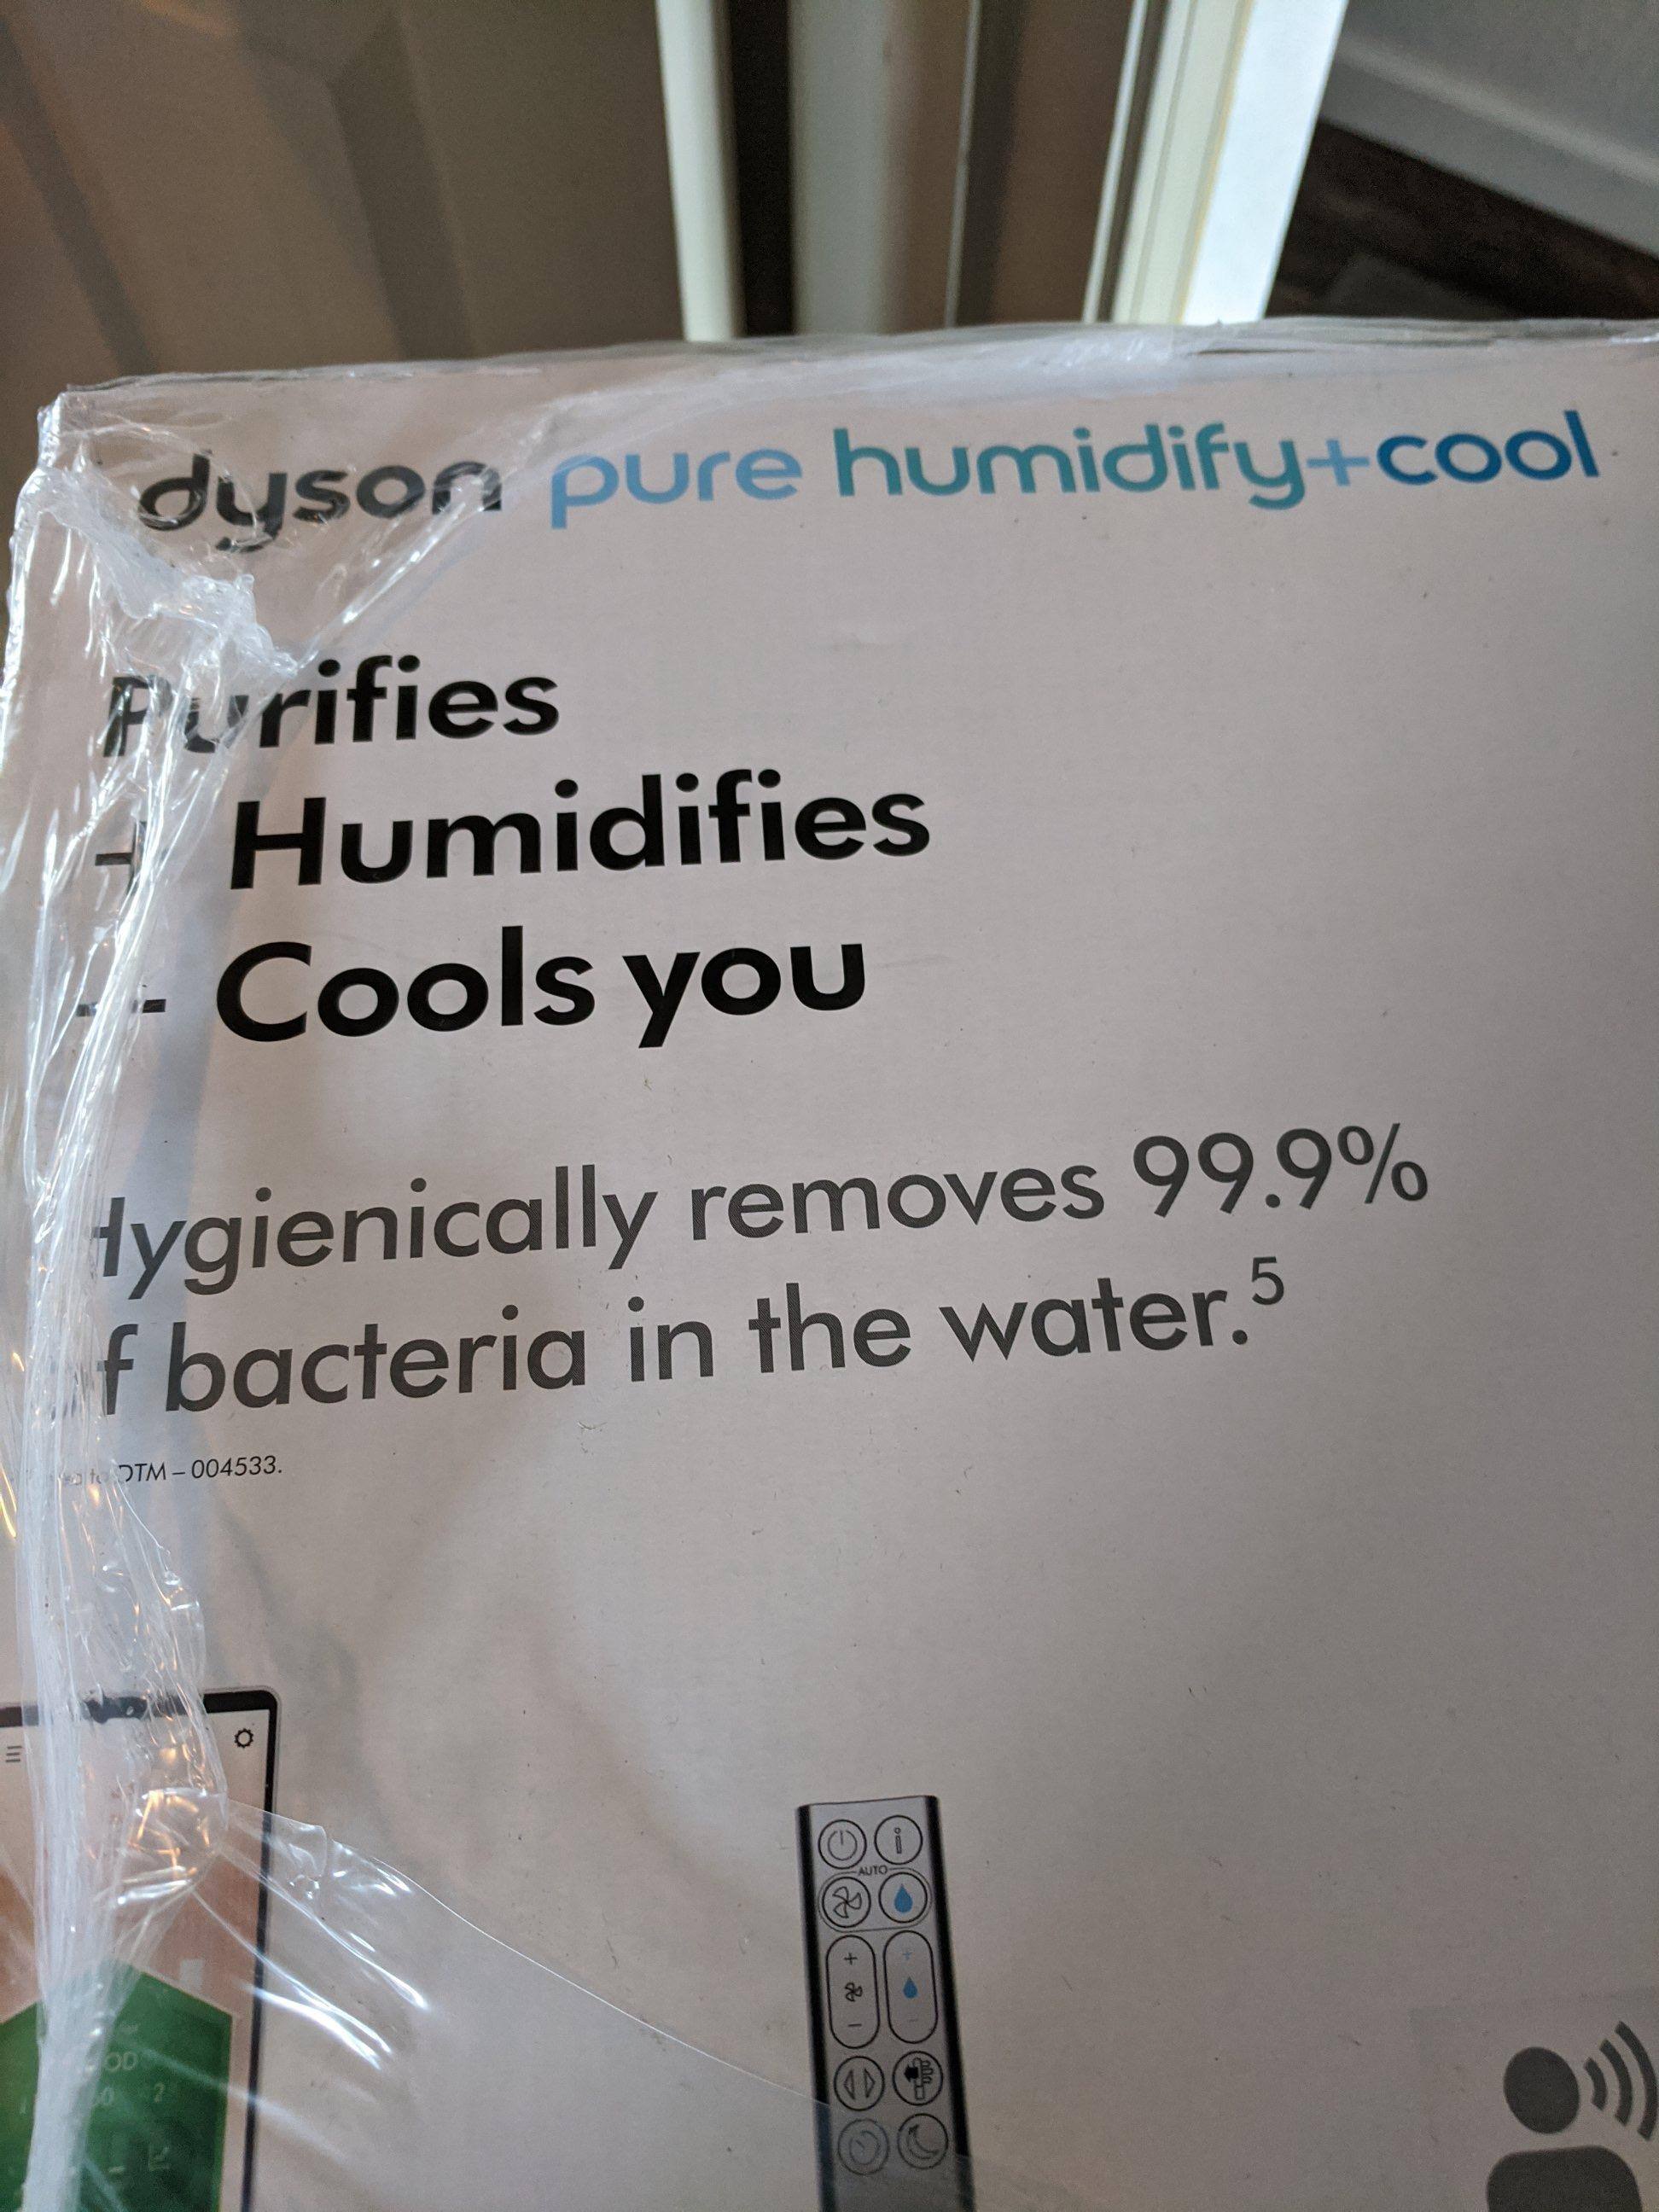 dyson pure humidify+cool
Purifies
+ Humidifies
+ Cools you
Hygienically removes 99.9%
of bacteria in the water.5
DTM – 004533.
AUTO